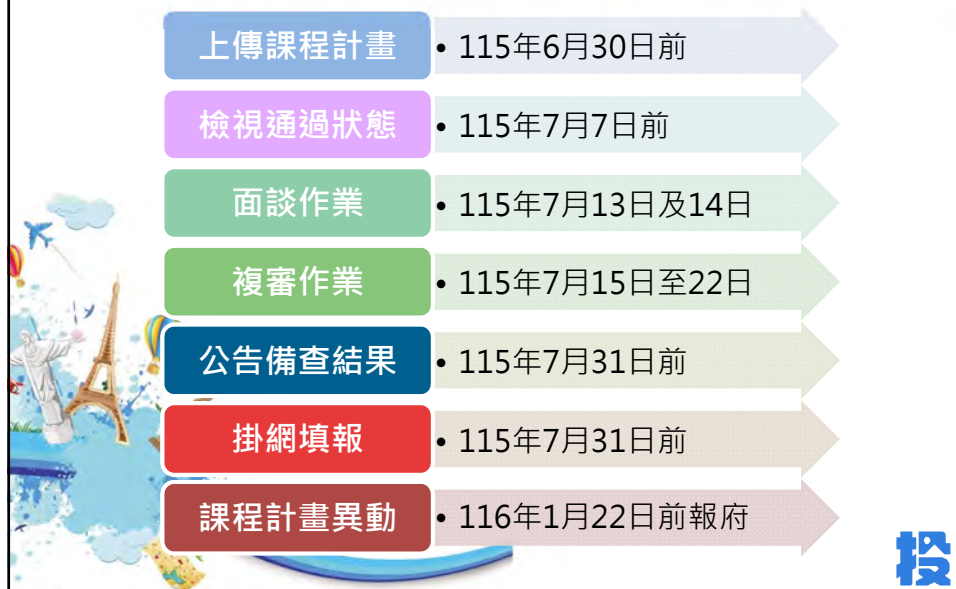 上傳課程計畫 • 115年6月30日前
檢視通過狀態 • 115年7月7日前
面談作業 • 115年7月13日及14日
複審作業 • 115年7月15日至22日
公告備查結果 • 115年7月31日前
掛網填報 • 115年7月31日前
課程計畫異動 • 116年1月22日前報府
投